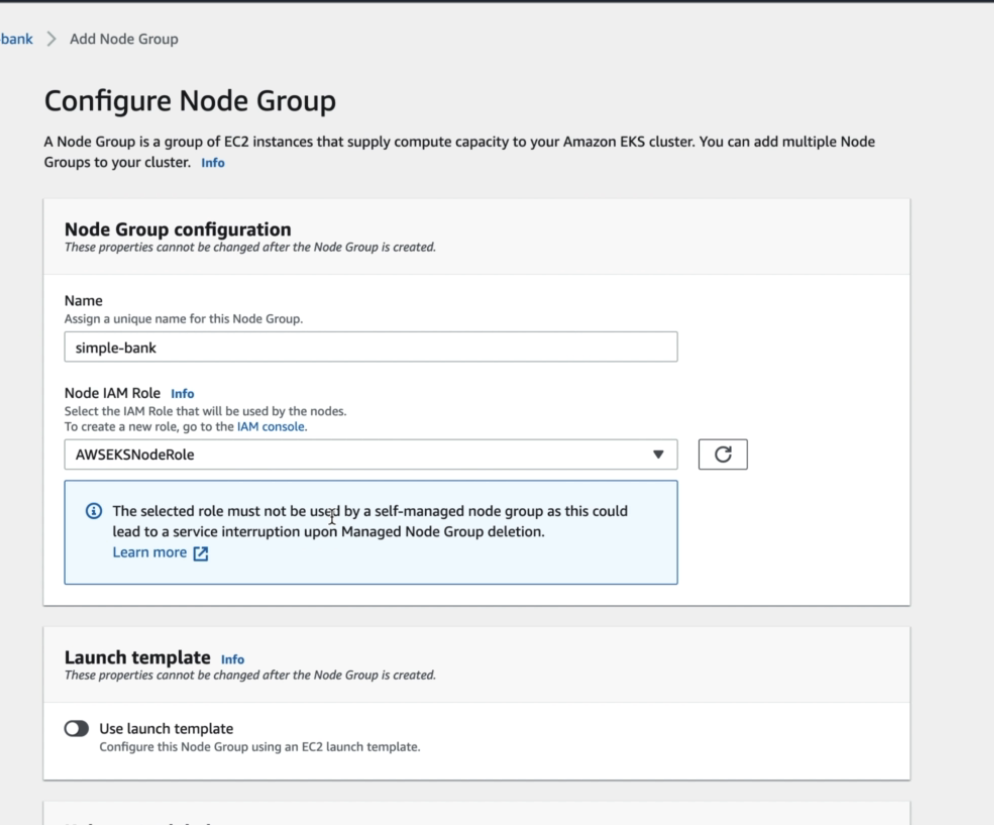 bank > Add Node Group
Configure Node Group
A Node Group is a group of EC2 instances that supply compute capacity to your Amazon EKS cluster. You can add multiple Node
Groups to your cluster. Info
Node Group configuration
These properties cannot be changed after the Node Group is created.
Name
Assign a unique name for this Node Group.
simple-bank
Node IAM Role Info
Select the IAM Role that will be used by the nodes.
To create a new role, go to the IAM console.
AWSEKSNodeRole
The selected role must not be used by a self-managed node group as this could
lead to a service interruption upon Managed Node Group deletion.
Learn more
Launch template Info
These properties cannot be changed after the Node Group is created.
Use launch template
Configure this Node Group using an EC2 launch template.